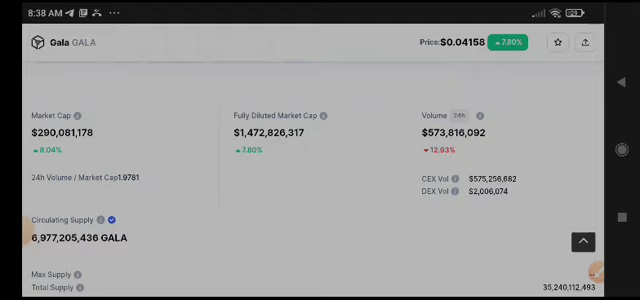 8:38 AM
Gala GALA
Price:$0.04158 7.80%
Market Cap
$290,081,178
8.04%
24h Volume / Market Cap1.9781
Fully Diluted Market Cap
$1,472,826,317
7.80%
Volume 24h
$573,816,092
12.93%
CEX Vol $575,256,682
DEX Vol $2,006,074
Circulating Supply
6,977,205,436 GALA
Max Supply
Total Supply 35,240,112,493